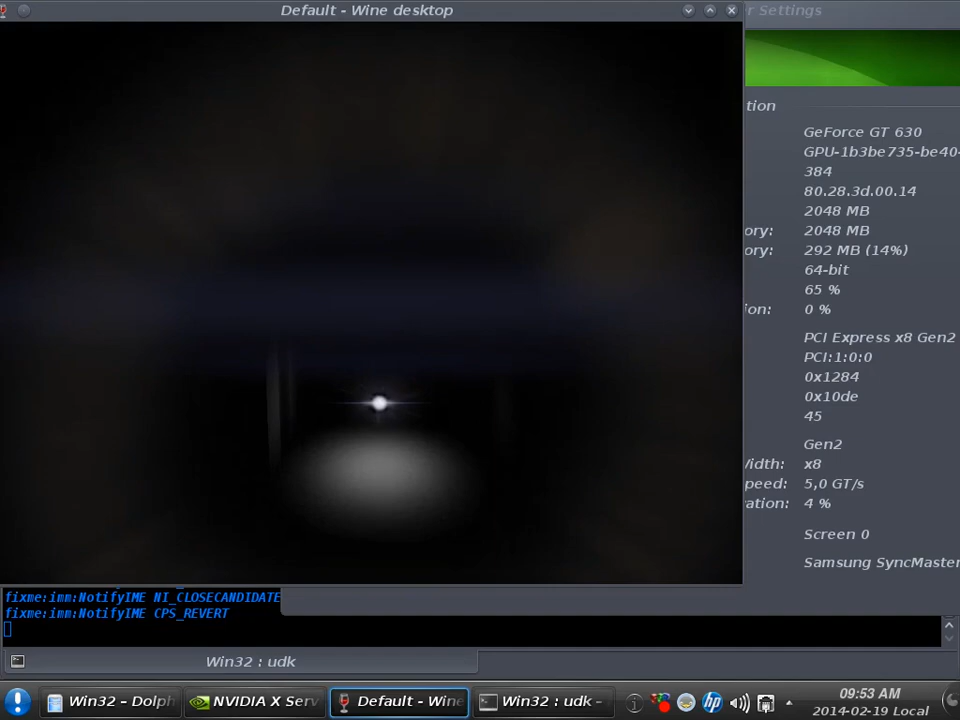 Default - Wine desktop
r Settings
tion
GeForce GT 630
GPU-1b3be735-be40-
384
80.28.3d.00.14
2048 MB
ory: 2048 MB
ory: 292 MB (14%)
64-bit
65 %
ion: 0 %
PCI Express x8 Gen2
PCI:1:0:0
0x1284
0x10de
45
Gen2
Width: x8
peed: 5,0 GT/s
ation: 4 %
Screen 0
Samsung SyncMaster
fixme:imm:NotifyIME NI_CLOSECANDIDATE
fixme:imm:NotifyIME CPS_REVERT
Win32 : udk
Win32 – Dolph
NVIDIA X Serv
Default - Wine
Win32 : udk –
hp
09:53 AM
2014-02-19 Local